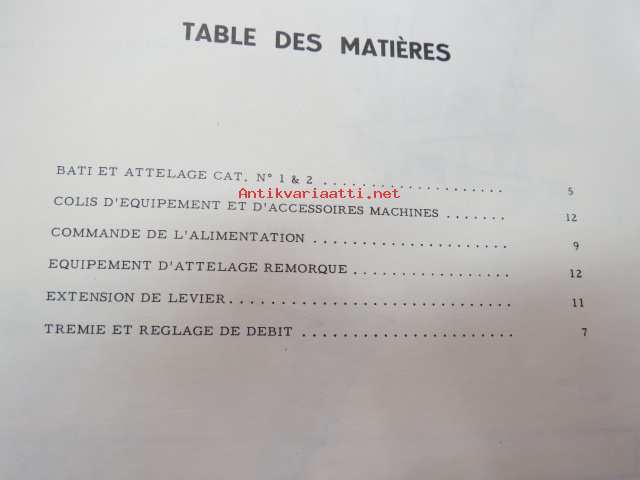 TABLE DES MATIÈRES
BATI ET ATTELAGE CAT. N° 1 & 2 .................... 5
Antikvariaatti.net
COLIS D'EQUIPEMENT ET D'ACCESSOIRES MACHINES ....... 12
COMMANDE DE L'ALIMENTATION ...................... 9
EQUIPEMENT D'ATTELAGE REMORQUE ................. 12
EXTENSION DE LEVIER.............................. 11
TREMIE ET REGLAGE DE DEBIT ........................ 7